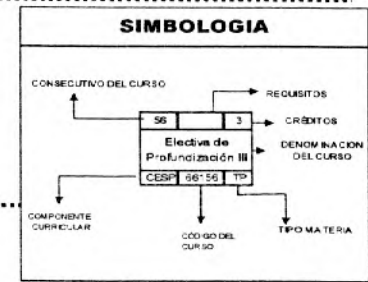 SIMBOLOGIA
CONSECUTIVO DEL CURSO
REQUISITOS
56 3
CRÉDITOS
Electiva de
Profundización III
DENOMINACION
DEL CURSO
CESP 66156 TP
COMPONENTE
CURRICULAR
CÓDIGO DEL
CURSO
TIPO MATERIA